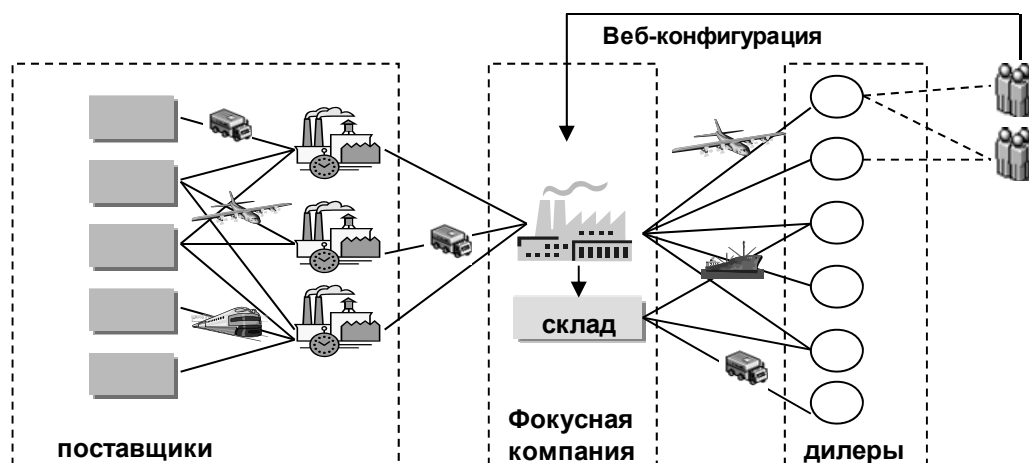 Веб-конфигурация
склад
поставщики
Фокусная
компания
дилеры